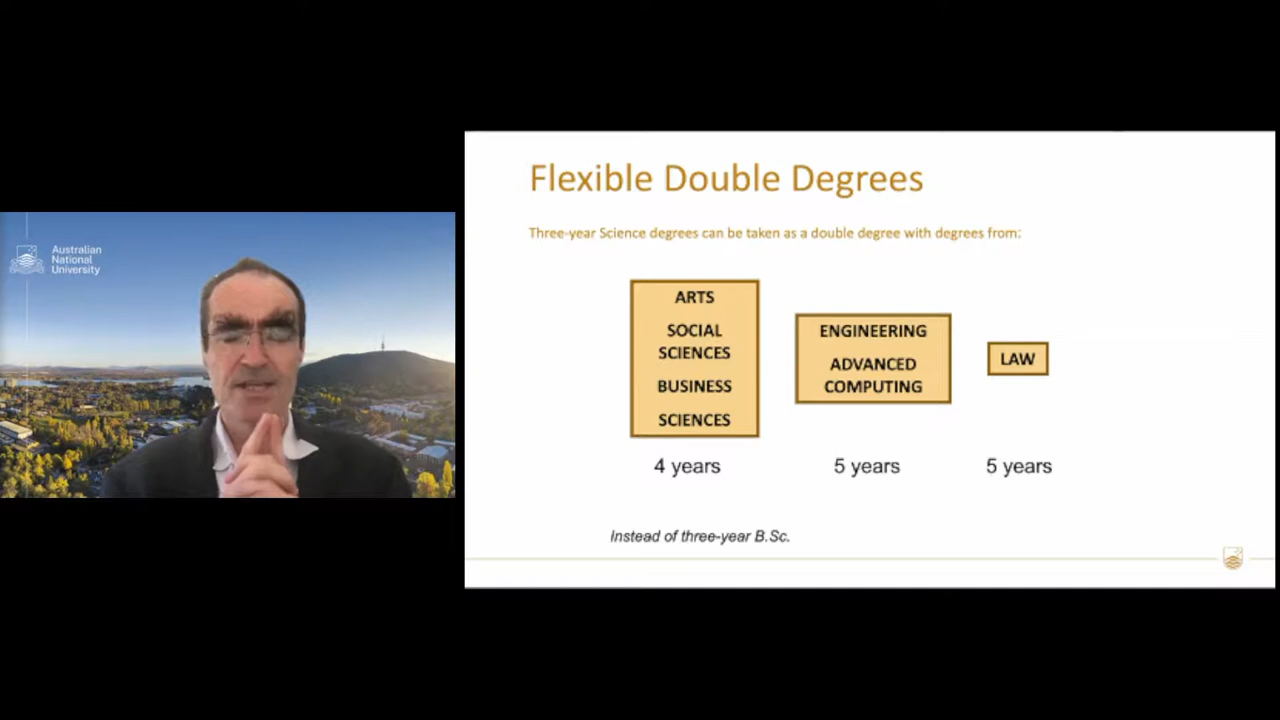 Australian
National
University
Flexible Double Degrees
Three-year Science degrees can be taken as a double degree with degrees from:
ARTS
SOCIAL
SCIENCES
BUSINESS
SCIENCES
4 years
ENGINEERING
ADVANCED
COMPUTING
5 years
LAW
5 years
Instead of three-year B.Sc.